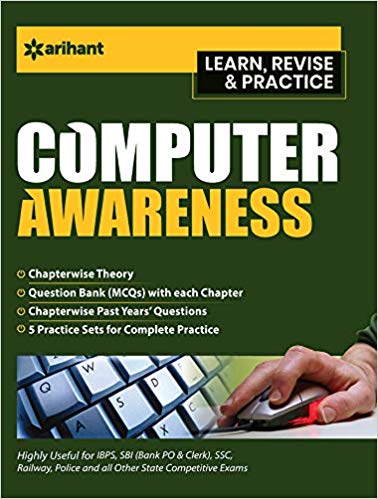 arihant
LEARN, REVISE
& PRACTICE
COMPUTER
AWARENESS
Chapterwise Theory
Question Bank (MCQs) with each Chapter
Chapterwise Past Years' Questions
5 Practice Sets for Complete Practice
Highly Useful for IBPS, SBI (Bank PO & Clerk), SSC,
Railway, Police and all Other State Competitive Exams